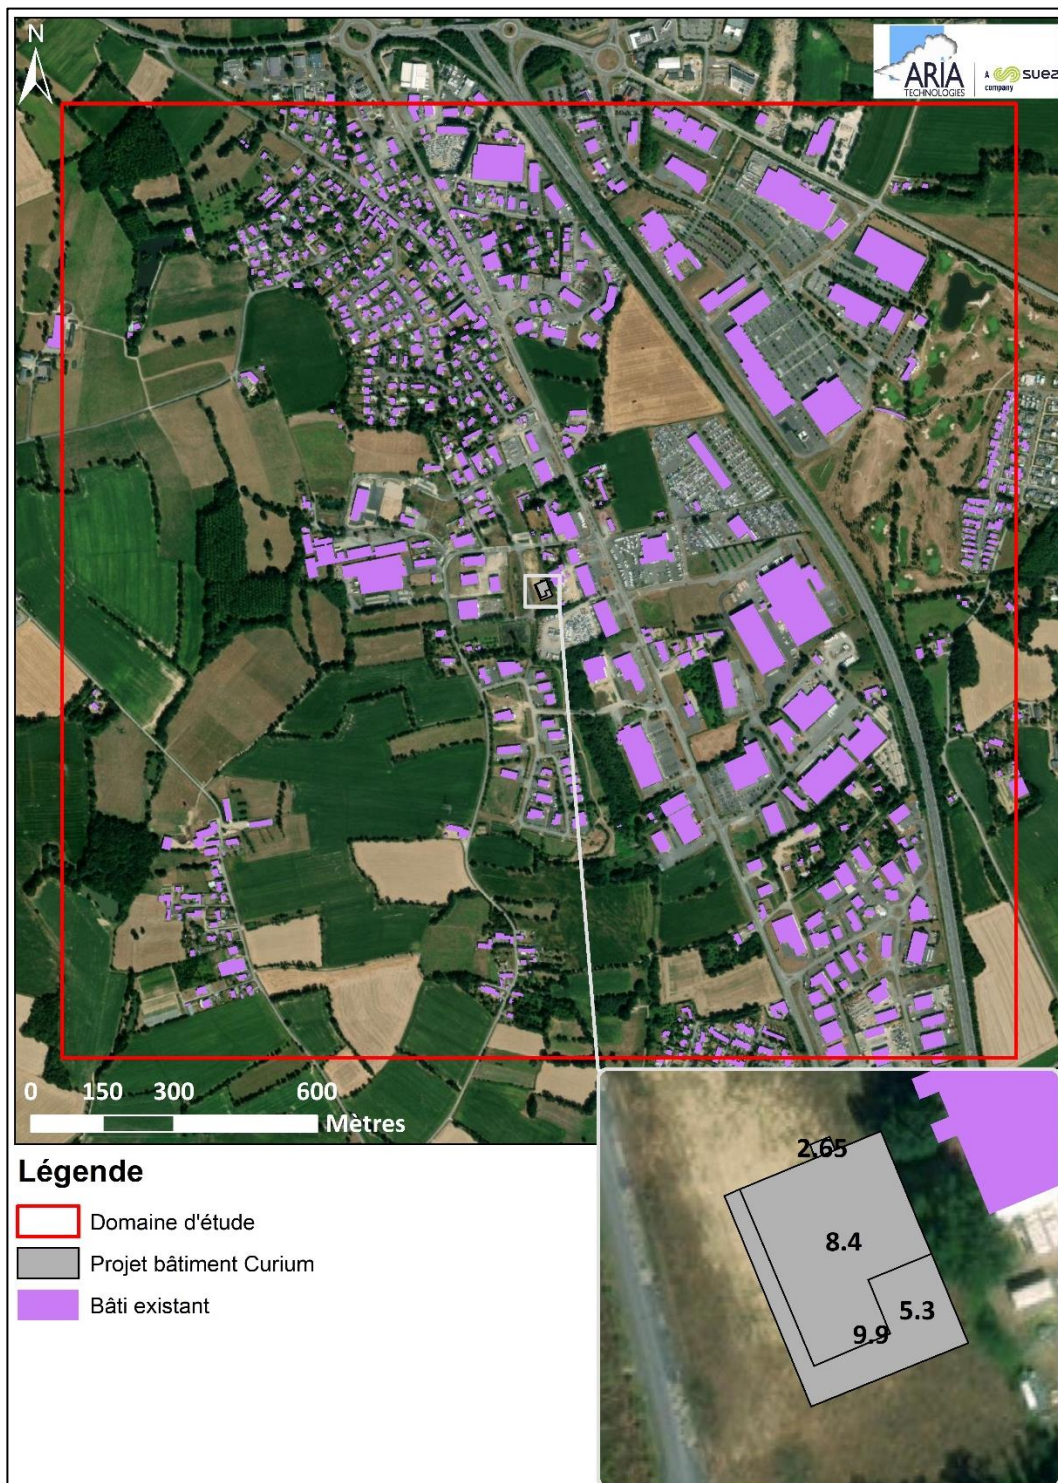 N
ARIA
TECHNOLOGIES
A suez
company
0 150 300 600
Mètres
2.65
8.4
5.3
9.9
Légende
Domaine d'étude
Projet bâtiment Curium
Bâti existant